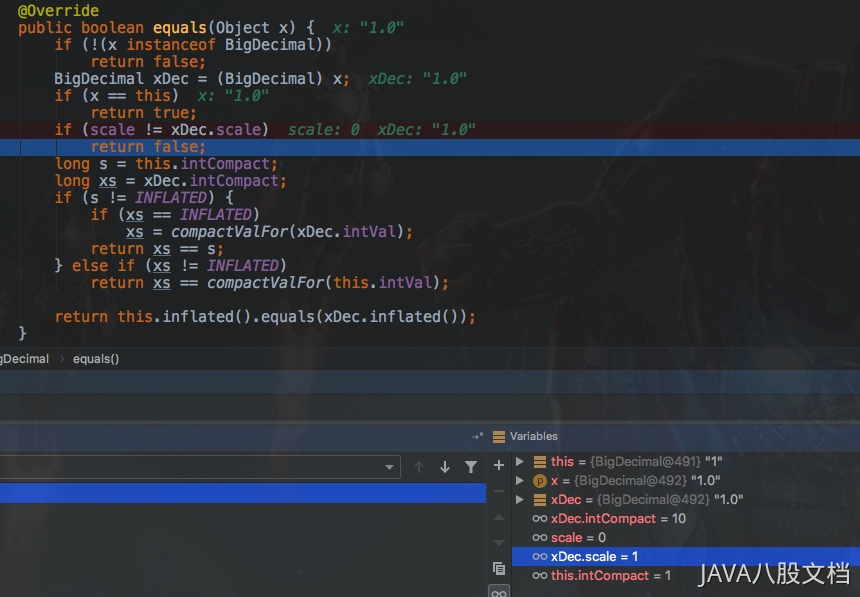 @Override
public boolean equals(Object x) {  x: "1.0"
    if (!(x instanceof BigDecimal))
        return false;
    BigDecimal xDec = (BigDecimal) x;  xDec: "1.0"
    if (x == this)  x: "1.0"
        return true;
    if (scale != xDec.scale)  scale: 0  xDec: "1.0"
        return false;
    long s = this.intCompact;
    long xs = xDec.intCompact;
    if (s != INFLATED) {
        if (xs == INFLATED)
            xs = compactValFor(xDec.intVal);
        return xs == s;
    } else if (xs != INFLATED)
        return xs == compactValFor(this.intVal);
    return this.inflated().equals(xDec.inflated());
}
gDecimal › equals()
Variables
this = {BigDecimal@491} "1"
p x = {BigDecimal@492} "1.0"
xDec = {BigDecimal@492} "1.0"
xDec.intCompact = 10
scale = 0
xDec.scale = 1
this.intCompact = 1
JAVA八股文档